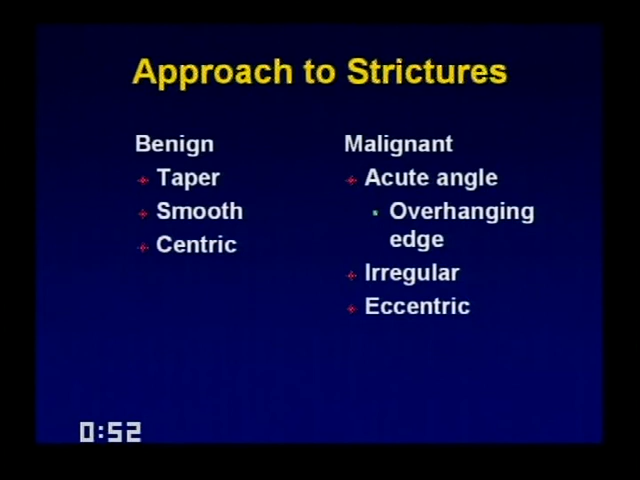 Approach to Strictures
Benign
Taper
Smooth
Centric
Malignant
Acute angle
Overhanging
edge
Irregular
Eccentric
0:52